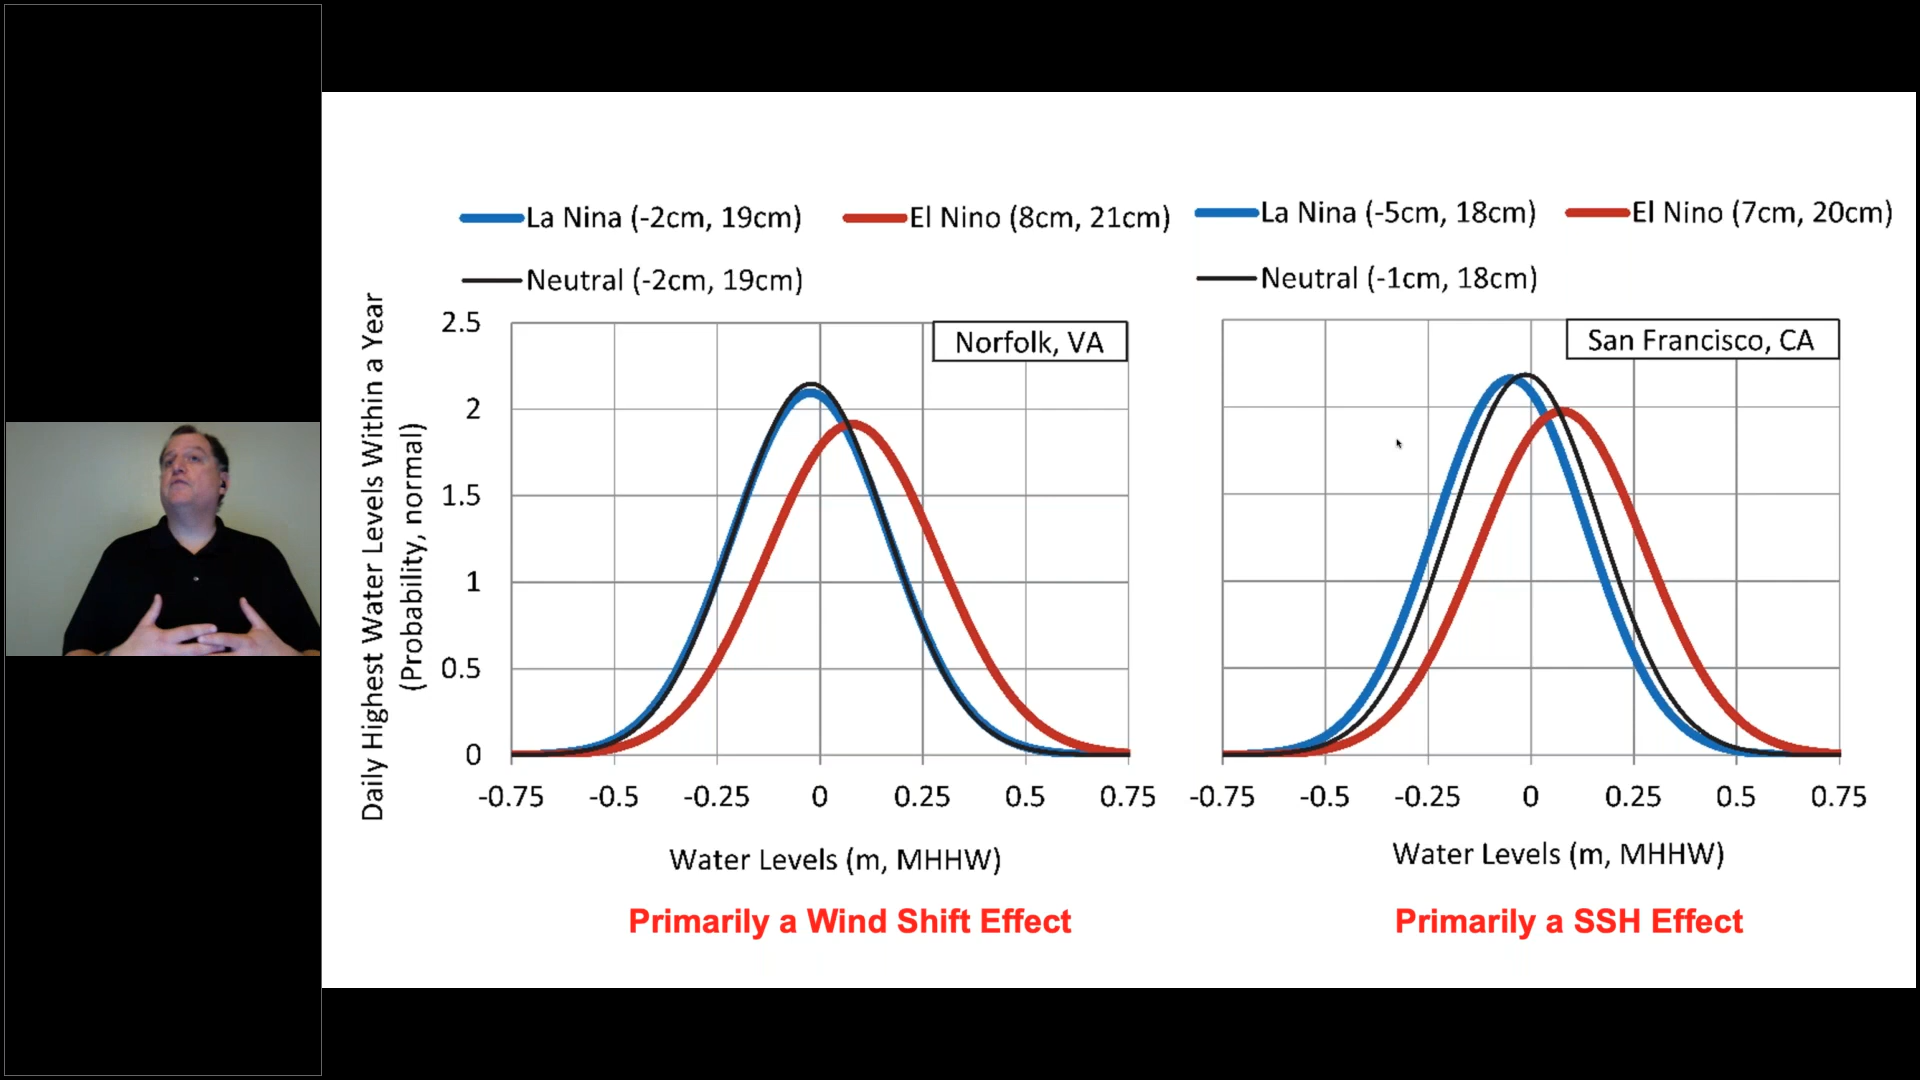 La Nina (-2cm, 19cm)
El Nino (8cm, 21cm)
Neutral (-2cm, 19cm)
La Nina (-5cm, 18cm)
El Nino (7cm, 20cm)
Neutral (-1cm, 18cm)
Daily Highest Water Levels Within a Year
(Probability, normal)
2.5
2
1.5
1
0.5
0
Norfolk, VA
-0.75 -0.5 -0.25 0 0.25 0.5 0.75
Water Levels (m, MHHW)
Primarily a Wind Shift Effect
San Francisco, CA
-0.75 -0.5 -0.25 0 0.25 0.5 0.75
Water Levels (m, MHHW)
Primarily a SSH Effect